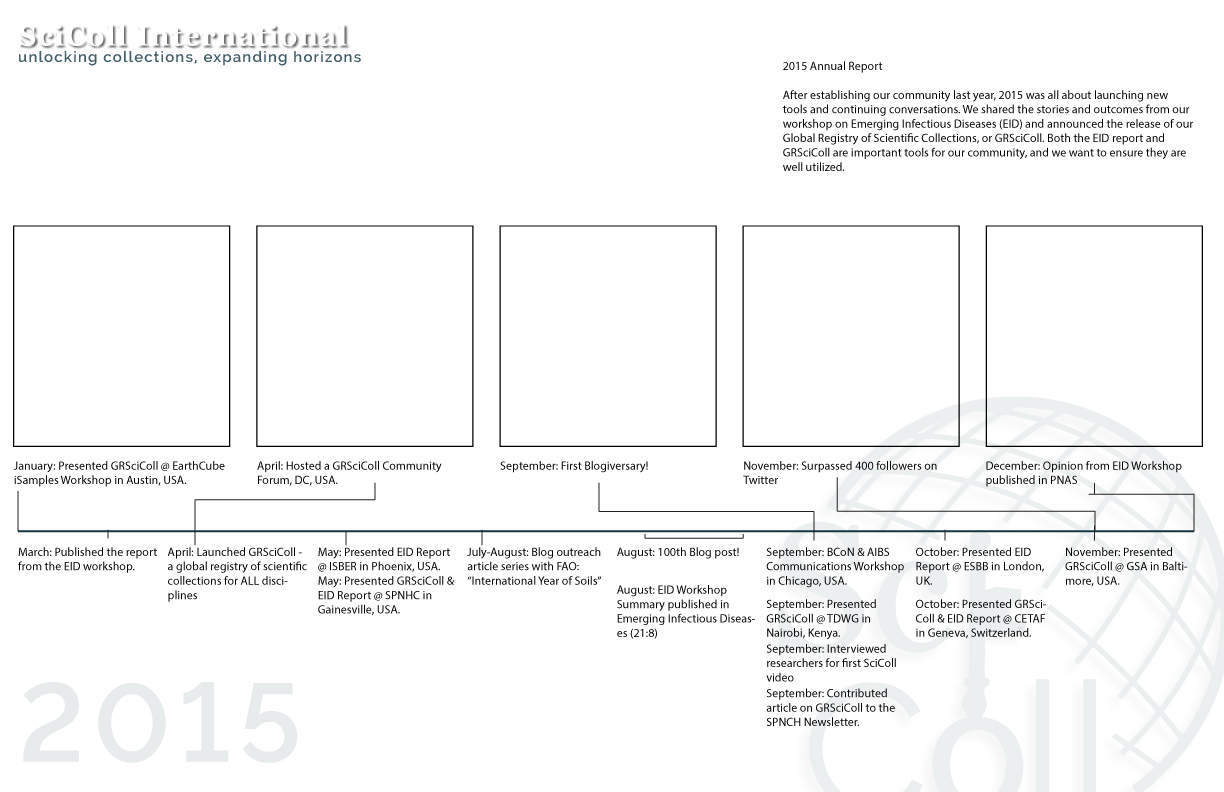 SciColl International
unlocking collections, expanding horizons
2015 Annual Report
After establishing our community last year, 2015 was all about launching new
tools and continuing conversations. We shared the stories and outcomes from our
workshop on Emerging Infectious Diseases (EID) and announced the release of our
Global Registry of Scientific Collections, or GRSciColl. Both the EID report and
GRSciColl are important tools for our community, and we want to ensure they are
well utilized.
January: Presented GRSciColl @ EarthCube
iSamples Workshop in Austin, USA.
April: Hosted a GRSciColl Community
Forum, DC, USA.
September: First Blogiversary!
November: Surpassed 400 followers on
Twitter
December: Opinion from EID Workshop
published in PNAS
March: Published the report
from the EID workshop.
April: Launched GRSciColl -
a global registry of scientific
collections for ALL disci-
plines
May: Presented EID Report
@ ISBER in Phoenix, USA.
May: Presented GRSciColl &
EID Report @ SPNHC in
Gainesville, USA.
July-August: Blog outreach
article series with FAO:
“International Year of Soils”
August: 100th Blog post!
August: EID Workshop
Summary published in
Emerging Infectious Diseas-
es (21:8)
September: BCoN & AIBS
Communications Workshop
in Chicago, USA.
September: Presented
GRSciColl @ TDWG in
Nairobi, Kenya.
September: Interviewed
researchers for first SciColl
video
September: Contributed
article on GRSciColl to the
SPNCH Newsletter.
October: Presented EID
Report @ ESBB in London,
UK.
October: Presented GRSci-
Coll & EID Report @ CETAF
in Geneva, Switzerland.
November: Presented
GRSciColl @ GSA in Balti-
more, USA.
2015
Sci
Coll